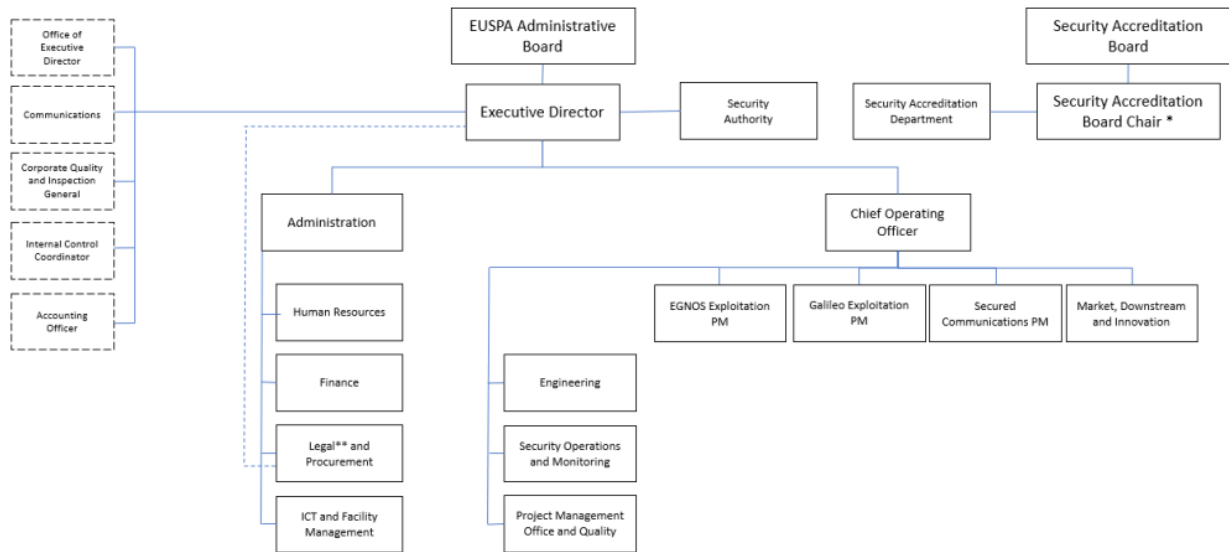 Office of
Executive
Director
Communications
Corporate Quality
and Inspection
General
Internal Control
Coordinator
Accounting
Officer
EUSPA Administrative
Board
Executive Director
Security
Authority
Security Accreditation
Board
Security Accreditation
Department
Security Accreditation
Board Chair *
Administration
Human Resources
Finance
Legal** and
Procurement
ICT and Facility
Management
Chief Operating
Officer
EGNOS Exploitation
PM
Galileo Exploitation
PM
Secured
Communications PM
Market, Downstream
and Innovation
Engineering
Security Operations
and Monitoring
Project Management
Office and Quality